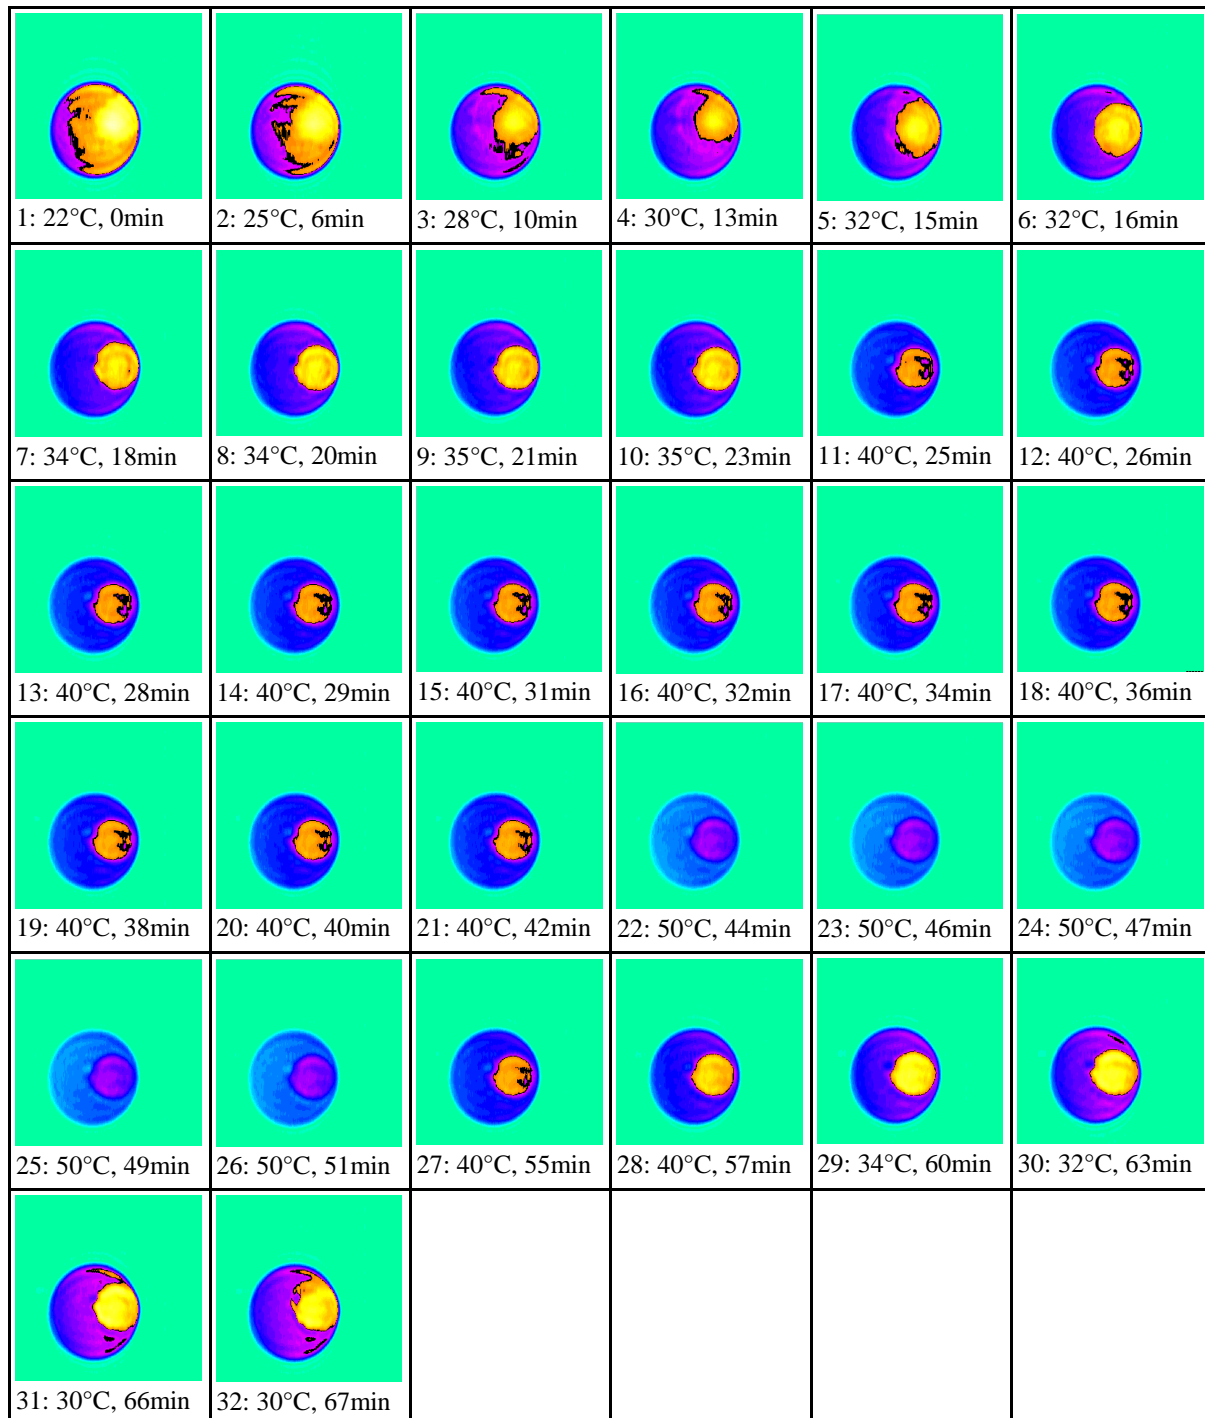 1: 22°C, 0min
2: 25°C, 6min
3: 28°C, 10min
4: 30°C, 13min
5: 32°C, 15min
6: 32°C, 16min
7: 34°C, 18min
8: 34°C, 20min
9: 35°C, 21min
10: 35°C, 23min
11: 40°C, 25min
12: 40°C, 26min
13: 40°C, 28min
14: 40°C, 29min
15: 40°C, 31min
16: 40°C, 32min
17: 40°C, 34min
18: 40°C, 36min
19: 40°C, 38min
20: 40°C, 40min
21: 40°C, 42min
22: 50°C, 44min
23: 50°C, 46min
24: 50°C, 47min
25: 50°C, 49min
26: 50°C, 51min
27: 40°C, 55min
28: 40°C, 57min
29: 34°C, 60min
30: 32°C, 63min
31: 30°C, 66min
32: 30°C, 67min